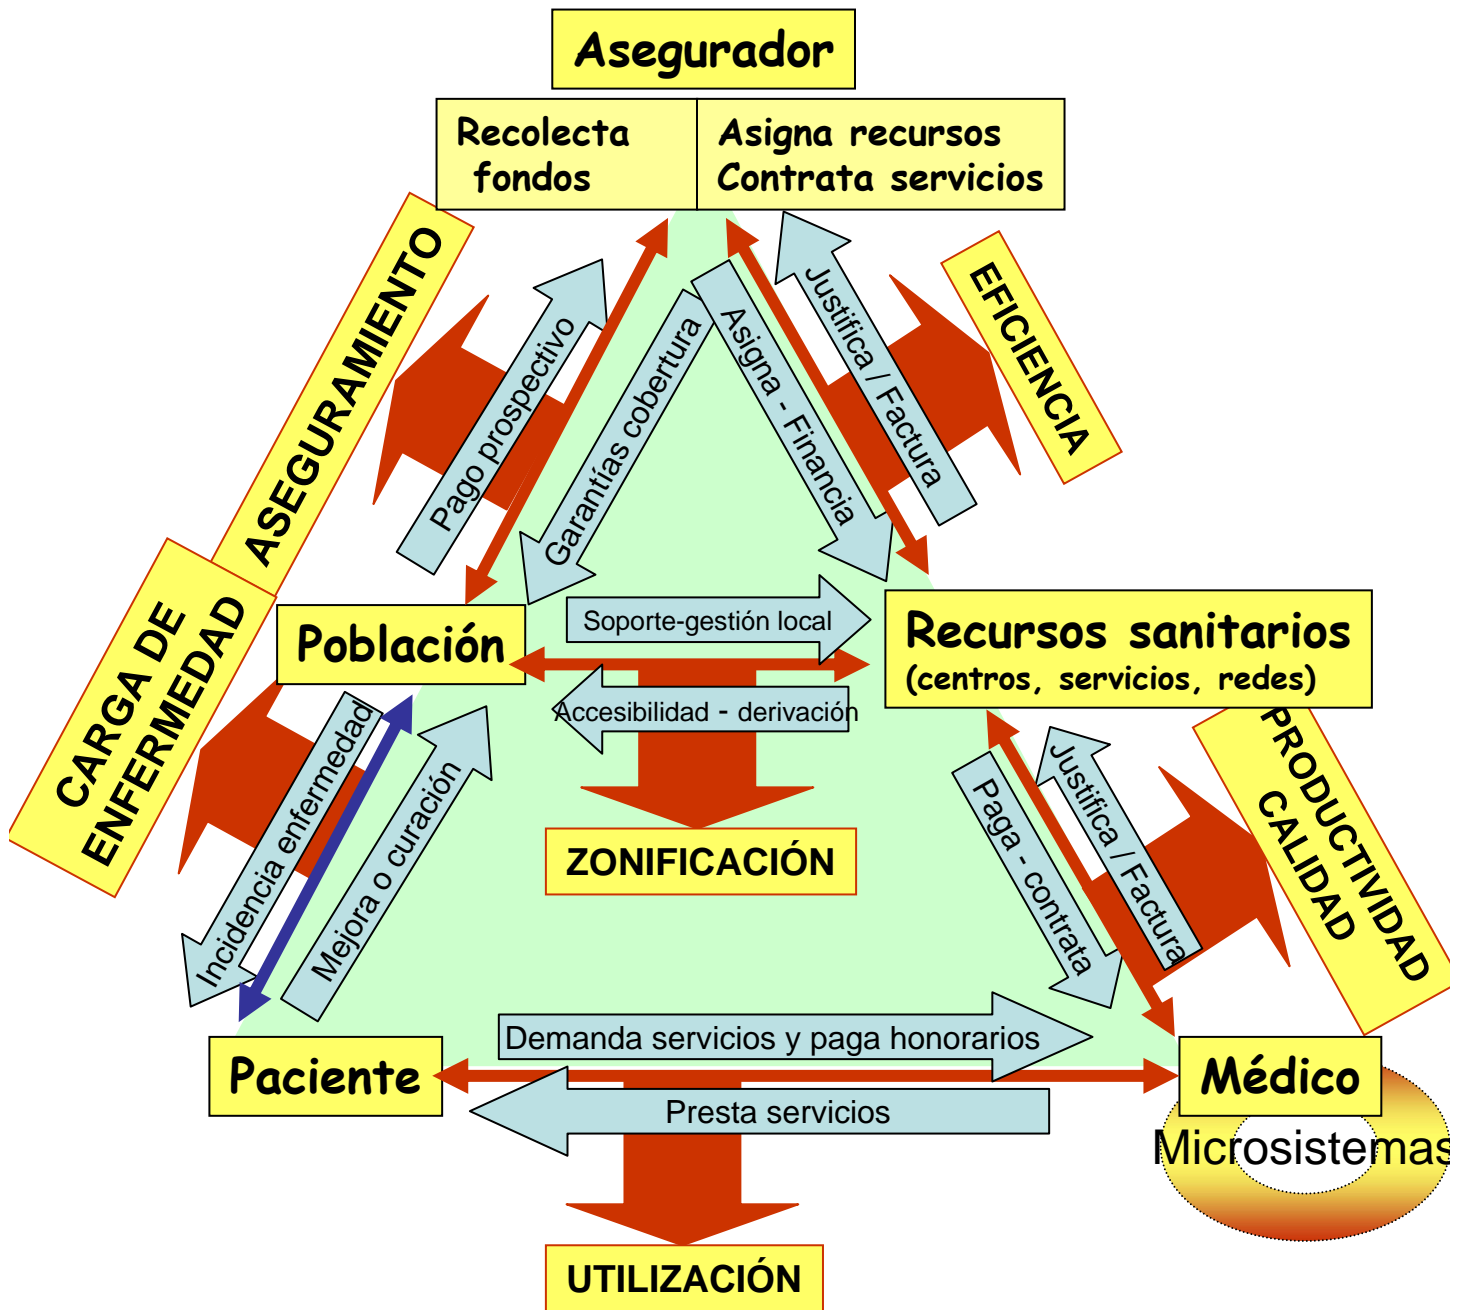 Asegurador
Recolecta
fondos
Asigna recursos
Contrata servicios
ASEGURAMIENTO
Pago prospectivo
Garantías cobertura
Asigna - Financia
Justifica / Factura
EFICIENCIA
Población
Soporte-gestión local
Accesibilidad - derivación
Recursos sanitarios
(centros, servicios, redes)
CARGA DE
ENFERMEDAD
Incidencia enfermedad
Mejora o curación
ZONIFICACIÓN
Paga - contrata
Justifica / Factura
PRODUCTIVIDAD
CALIDAD
Paciente
Demanda servicios y paga honorarios
Presta servicios
Médico
Microsistemas
UTILIZACIÓN